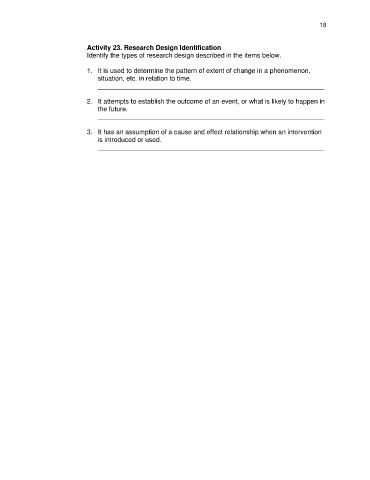 18
Activity 23. Research Design Identification
Identify the types of research design described in the items below.
1. It is used to determine the pattern of extent of change in a phenomenon,
situation, etc. in relation to time.
2. It attempts to establish the outcome of an event, or what is likely to happen in
the future.
3. It has an assumption of a cause and effect relationship when an intervention
is introduced or used.